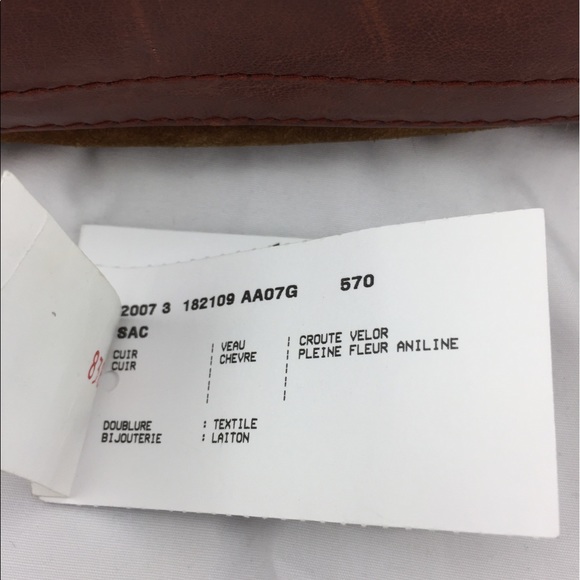 2007 3 182109 AA07G 570
SAC
CUIR ¦ VEAU ¦ CROUTE VELOR
CUIR ¦ CHEVRE ¦ PLEINE FLEUR ANILINE
DOUBLURE : TEXTILE
BIJOUTERIE : LAITON